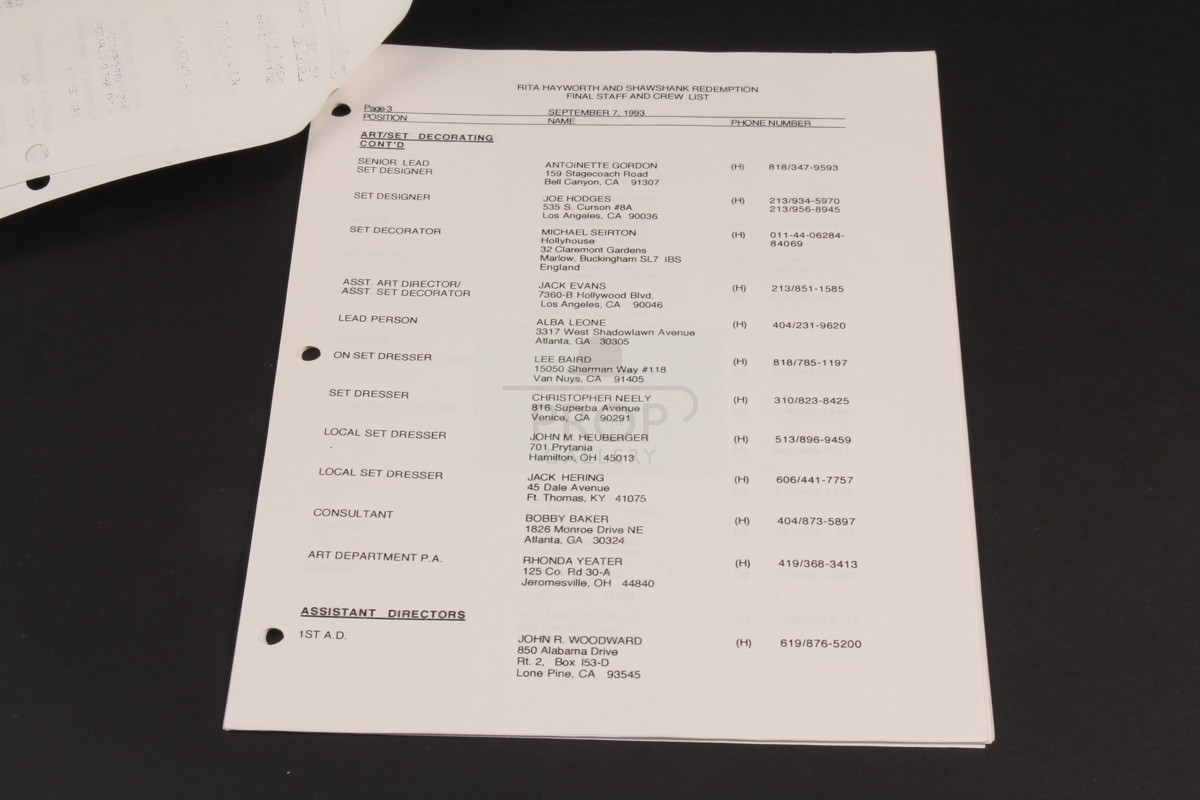 RITA HAYWORTH AND SHAWSHANK REDEMPTION
FINAL STAFF AND CREW LIST
Page 3 SEPTEMBER 7, 1993
POSITION NAME PHONE NUMBER
ART/SET DECORATING
CONT'D
SENIOR LEAD ANTOINETTE GORDON (H) 818/347-9593
SET DESIGNER 159 Stagecoach Road
Bell Canyon, CA 91307
SET DESIGNER JOE HODGES (H) 213/934-5970
535 S. Curson #8A 213/956-8945
Los Angeles, CA 90036
SET DECORATOR MICHAEL SEIRTON (H) 011-44-06284-
Hollyhouse 84069
32 Claremont Gardens
Marlow, Buckingham SL7 IBS
England
ASST. ART DIRECTOR/ JACK EVANS (H) 213/851-1585
ASST. SET DECORATOR 7360-B Hollywood Blvd.
Los Angeles, CA 90046
LEAD PERSON ALBA LEONE (H) 404/231-9620
3317 West Shadowlawn Avenue
Atlanta, GA 30305
ON SET DRESSER LEE BAIRD (H) 818/785-1197
15050 Sherman Way #118
Van Nuys, CA 91405
SET DRESSER CHRISTOPHER NEELY (H) 310/823-8425
816 Superba Avenue
Venice, CA 90291
LOCAL SET DRESSER JOHN M. HEUBERGER (H) 513/896-9459
701 Prytania
Hamilton, OH 45013
LOCAL SET DRESSER JACK HERING (H) 606/441-7757
45 Dale Avenue
Ft. Thomas, KY 41075
CONSULTANT BOBBY BAKER (H) 404/873-5897
1826 Monroe Drive NE
Atlanta, GA 30324
ART DEPARTMENT P.A. RHONDA YEATER (H) 419/368-3413
125 Co. Rd 30-A
Jeromesville, OH 44840
ASSISTANT DIRECTORS
1ST A.D. JOHN R. WOODWARD (H) 619/876-5200
850 Alabama Drive
Rt. 2, Box I53-D
Lone Pine, CA 93545
PROP
GALLERY